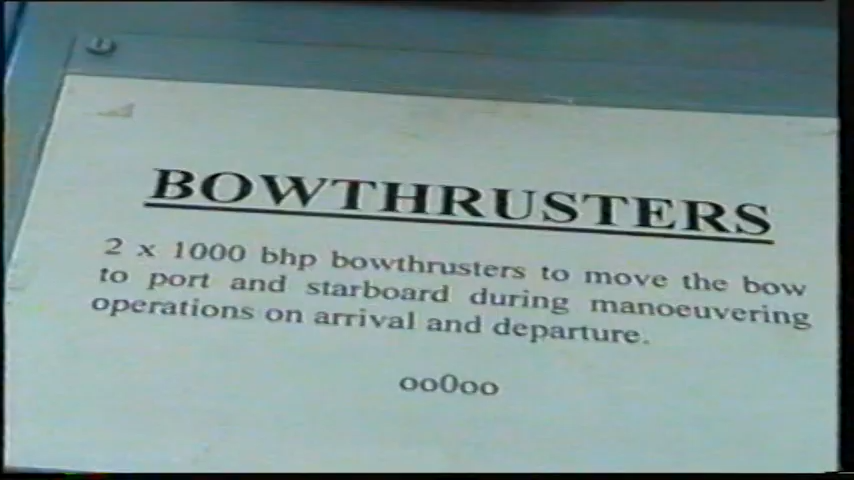 BOWTHRUSTERS
2 x 1000 bhp bowthrusters to move the bow
to port and starboard during manoeuvering
operations on arrival and departure.
oo0oo